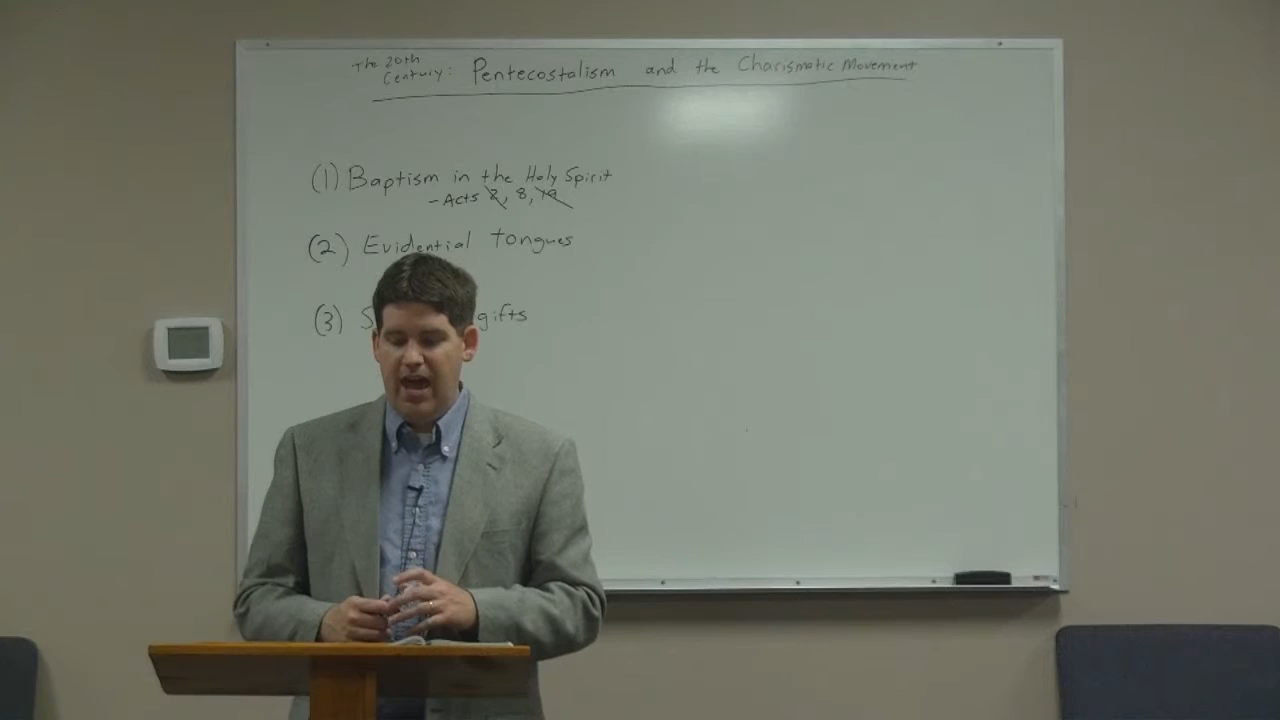 The 20th
Century: Pentecostalism and the Charismatic Movement
(1) Baptism in the Holy Spirit
- Acts 2, 8, 19
(2) Evidential tongues
(3) gifts